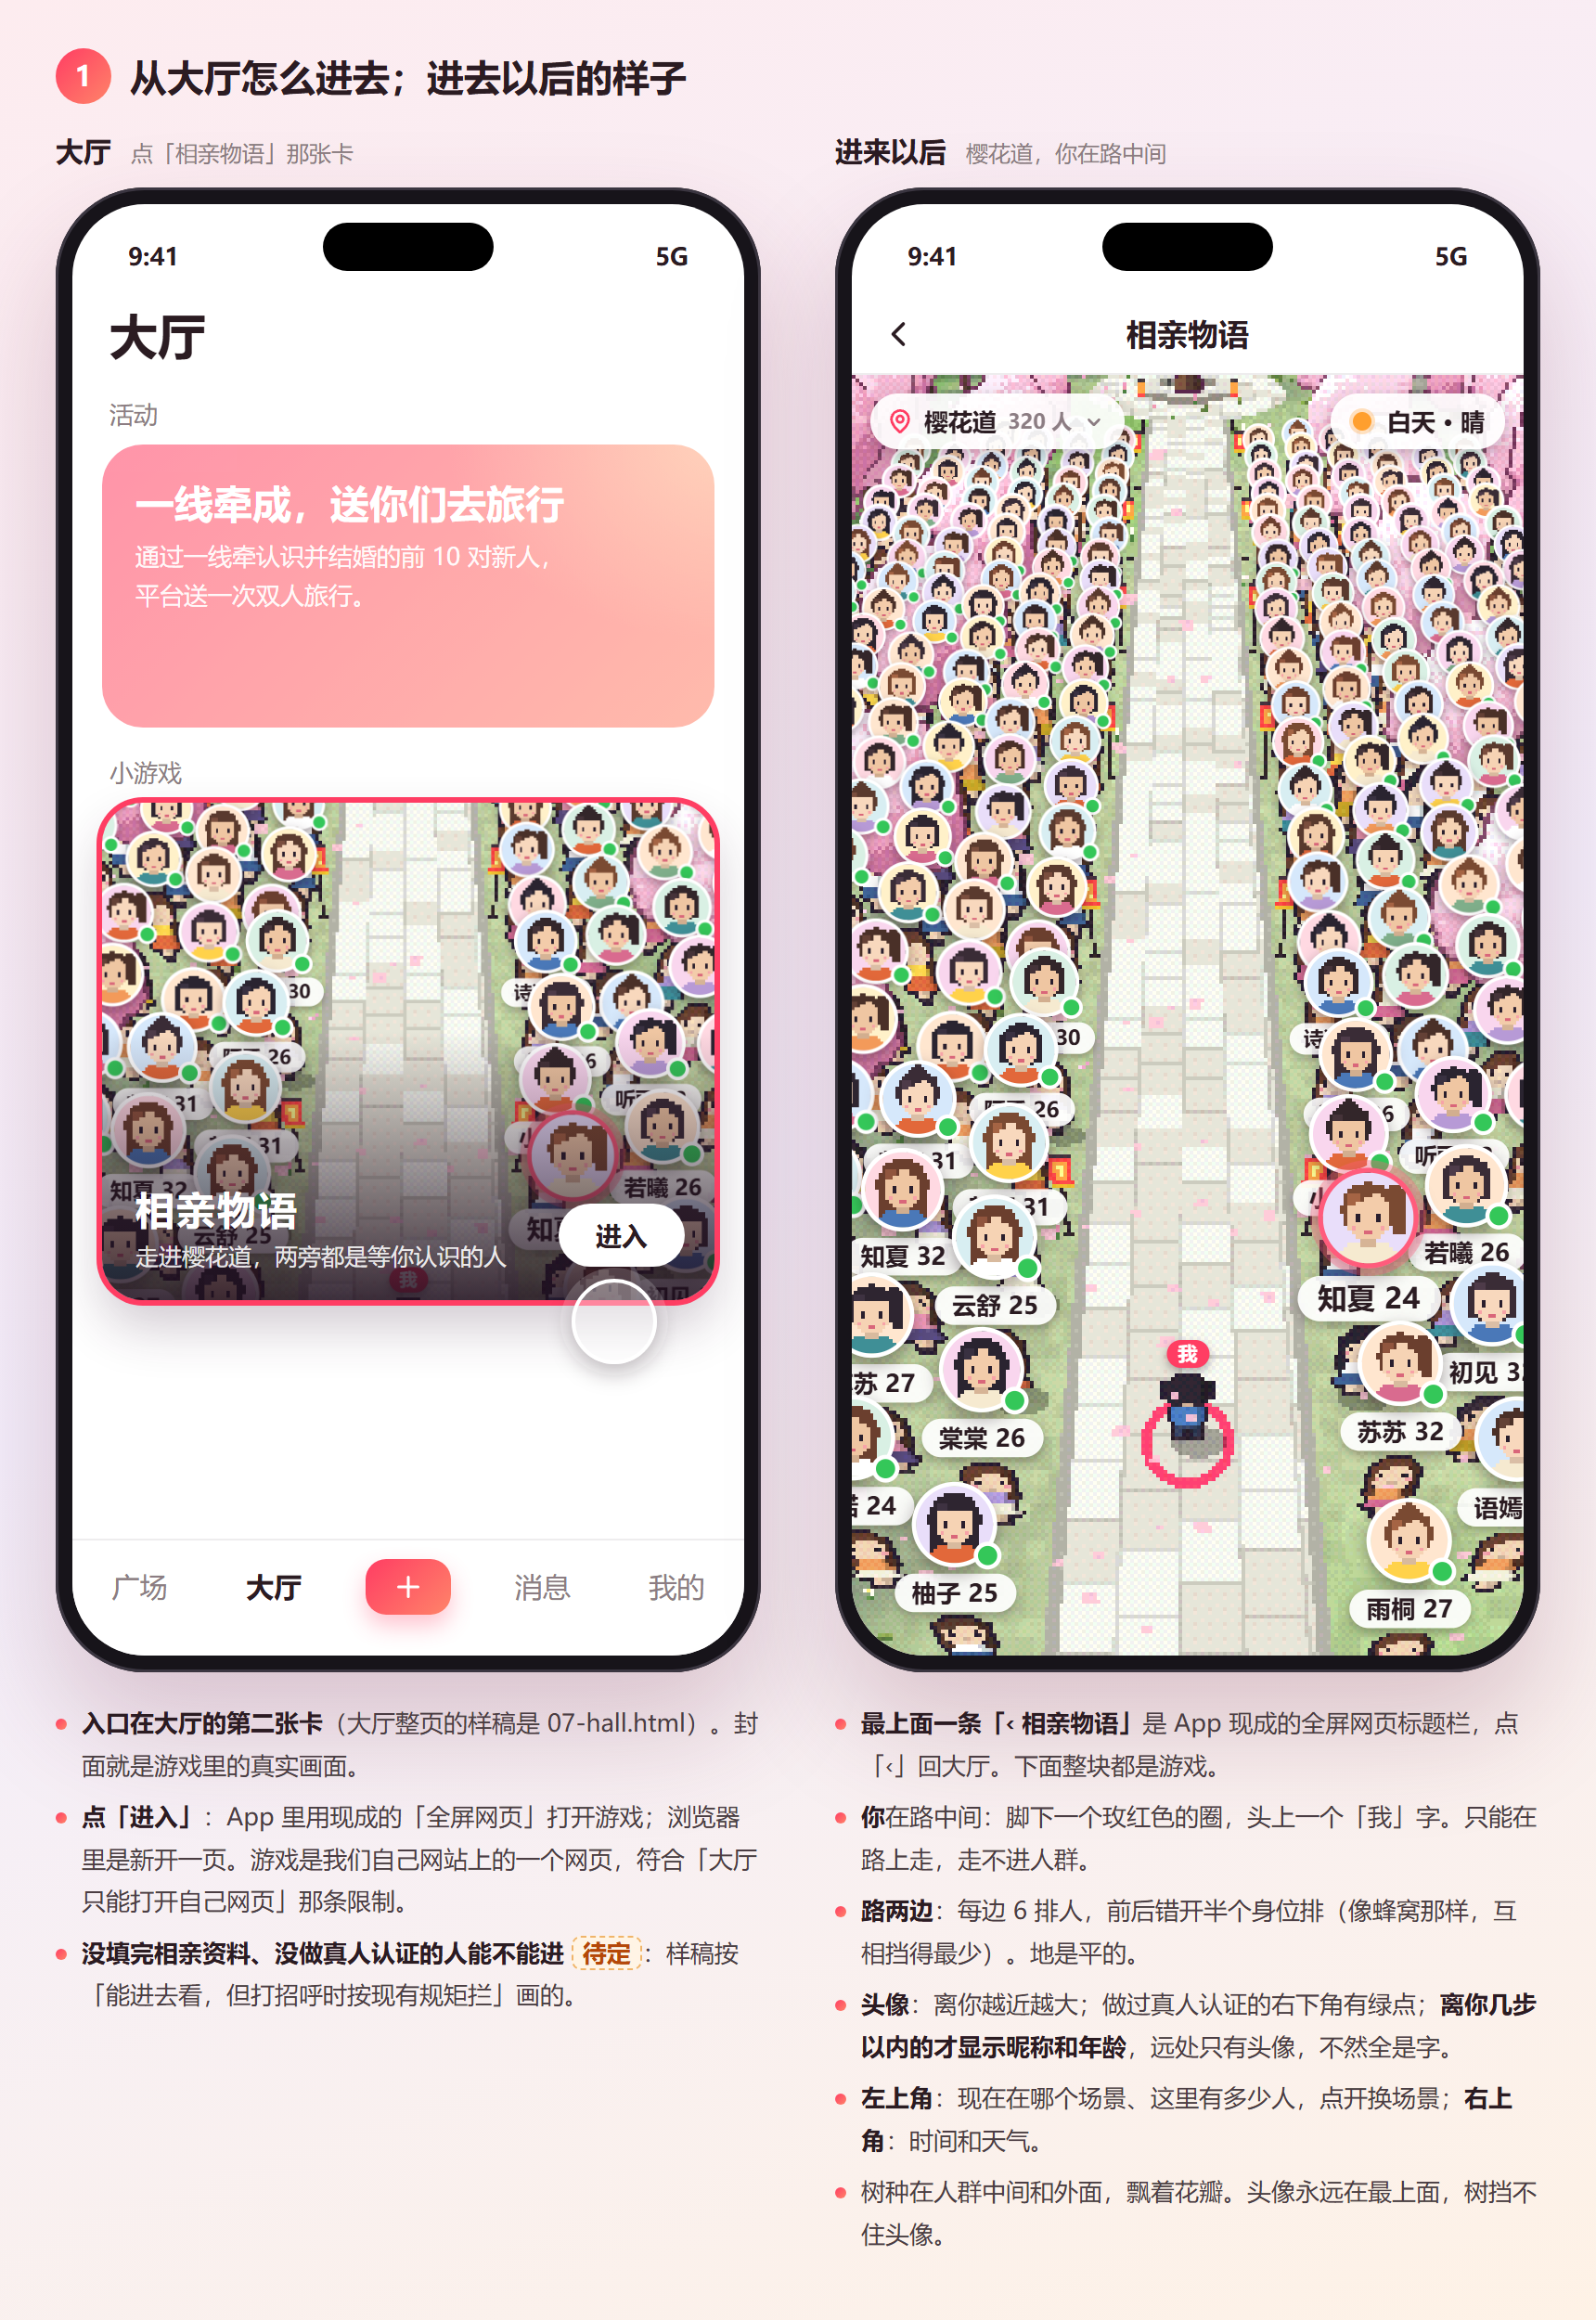 1 从大厅怎么进去；进去以后的样子
大厅 点「相亲物语」那张卡
9:41 5G
大厅
活动
一线牵成，送你们去旅行
通过一线牵认识并结婚的前 10 对新人，
平台送一次双人旅行。
小游戏
30
26
31
31
知夏 32
若曦 26
云舒 25
相亲物语
走进樱花道，两旁都是等你认识的人
进入
我
广场 大厅 + 消息 我的
入口在大厅的第二张卡（大厅整页的样稿是 07-hall.html）。封
面就是游戏里的真实画面。
点「进入」：App 里用现成的「全屏网页」打开游戏；浏览器
里是新开一页。游戏是我们自己网站上的一个网页，符合「大厅
只能打开自己网页」那条限制。
没填完相亲资料、没做真人认证的人能不能进 待定：样稿按
「能进去看，但打招呼时按现有规矩拦」画的。
进来以后 樱花道，你在路中间
9:41 5G
相亲物语
樱花道 320 人
白天・晴
30
26
31
31
知夏 32
若曦 26
云舒 25
知夏 24
我
苏 27
初见
棠棠 26
苏苏 32
24
语嫣
柚子 25
雨桐 27
最上面一条「‹ 相亲物语」是 App 现成的全屏网页标题栏，点
「‹」回大厅。下面整块都是游戏。
你在路中间：脚下一个玫红色的圈，头上一个「我」字。只能在
路上走，走不进人群。
路两边：每边 6 排人，前后错开半个身位排（像蜂窝那样，互
相挡得最少）。地是平的。
头像：离你越近越大；做过真人认证的右下角有绿点；离你几步
以内的才显示昵称和年龄，远处只有头像，不然全是字。
左上角：现在在哪个场景、这里有多少人，点开换场景；右上
角：时间和天气。
树种在人群中间和外面，飘着花瓣。头像永远在最上面，树挡不
住头像。